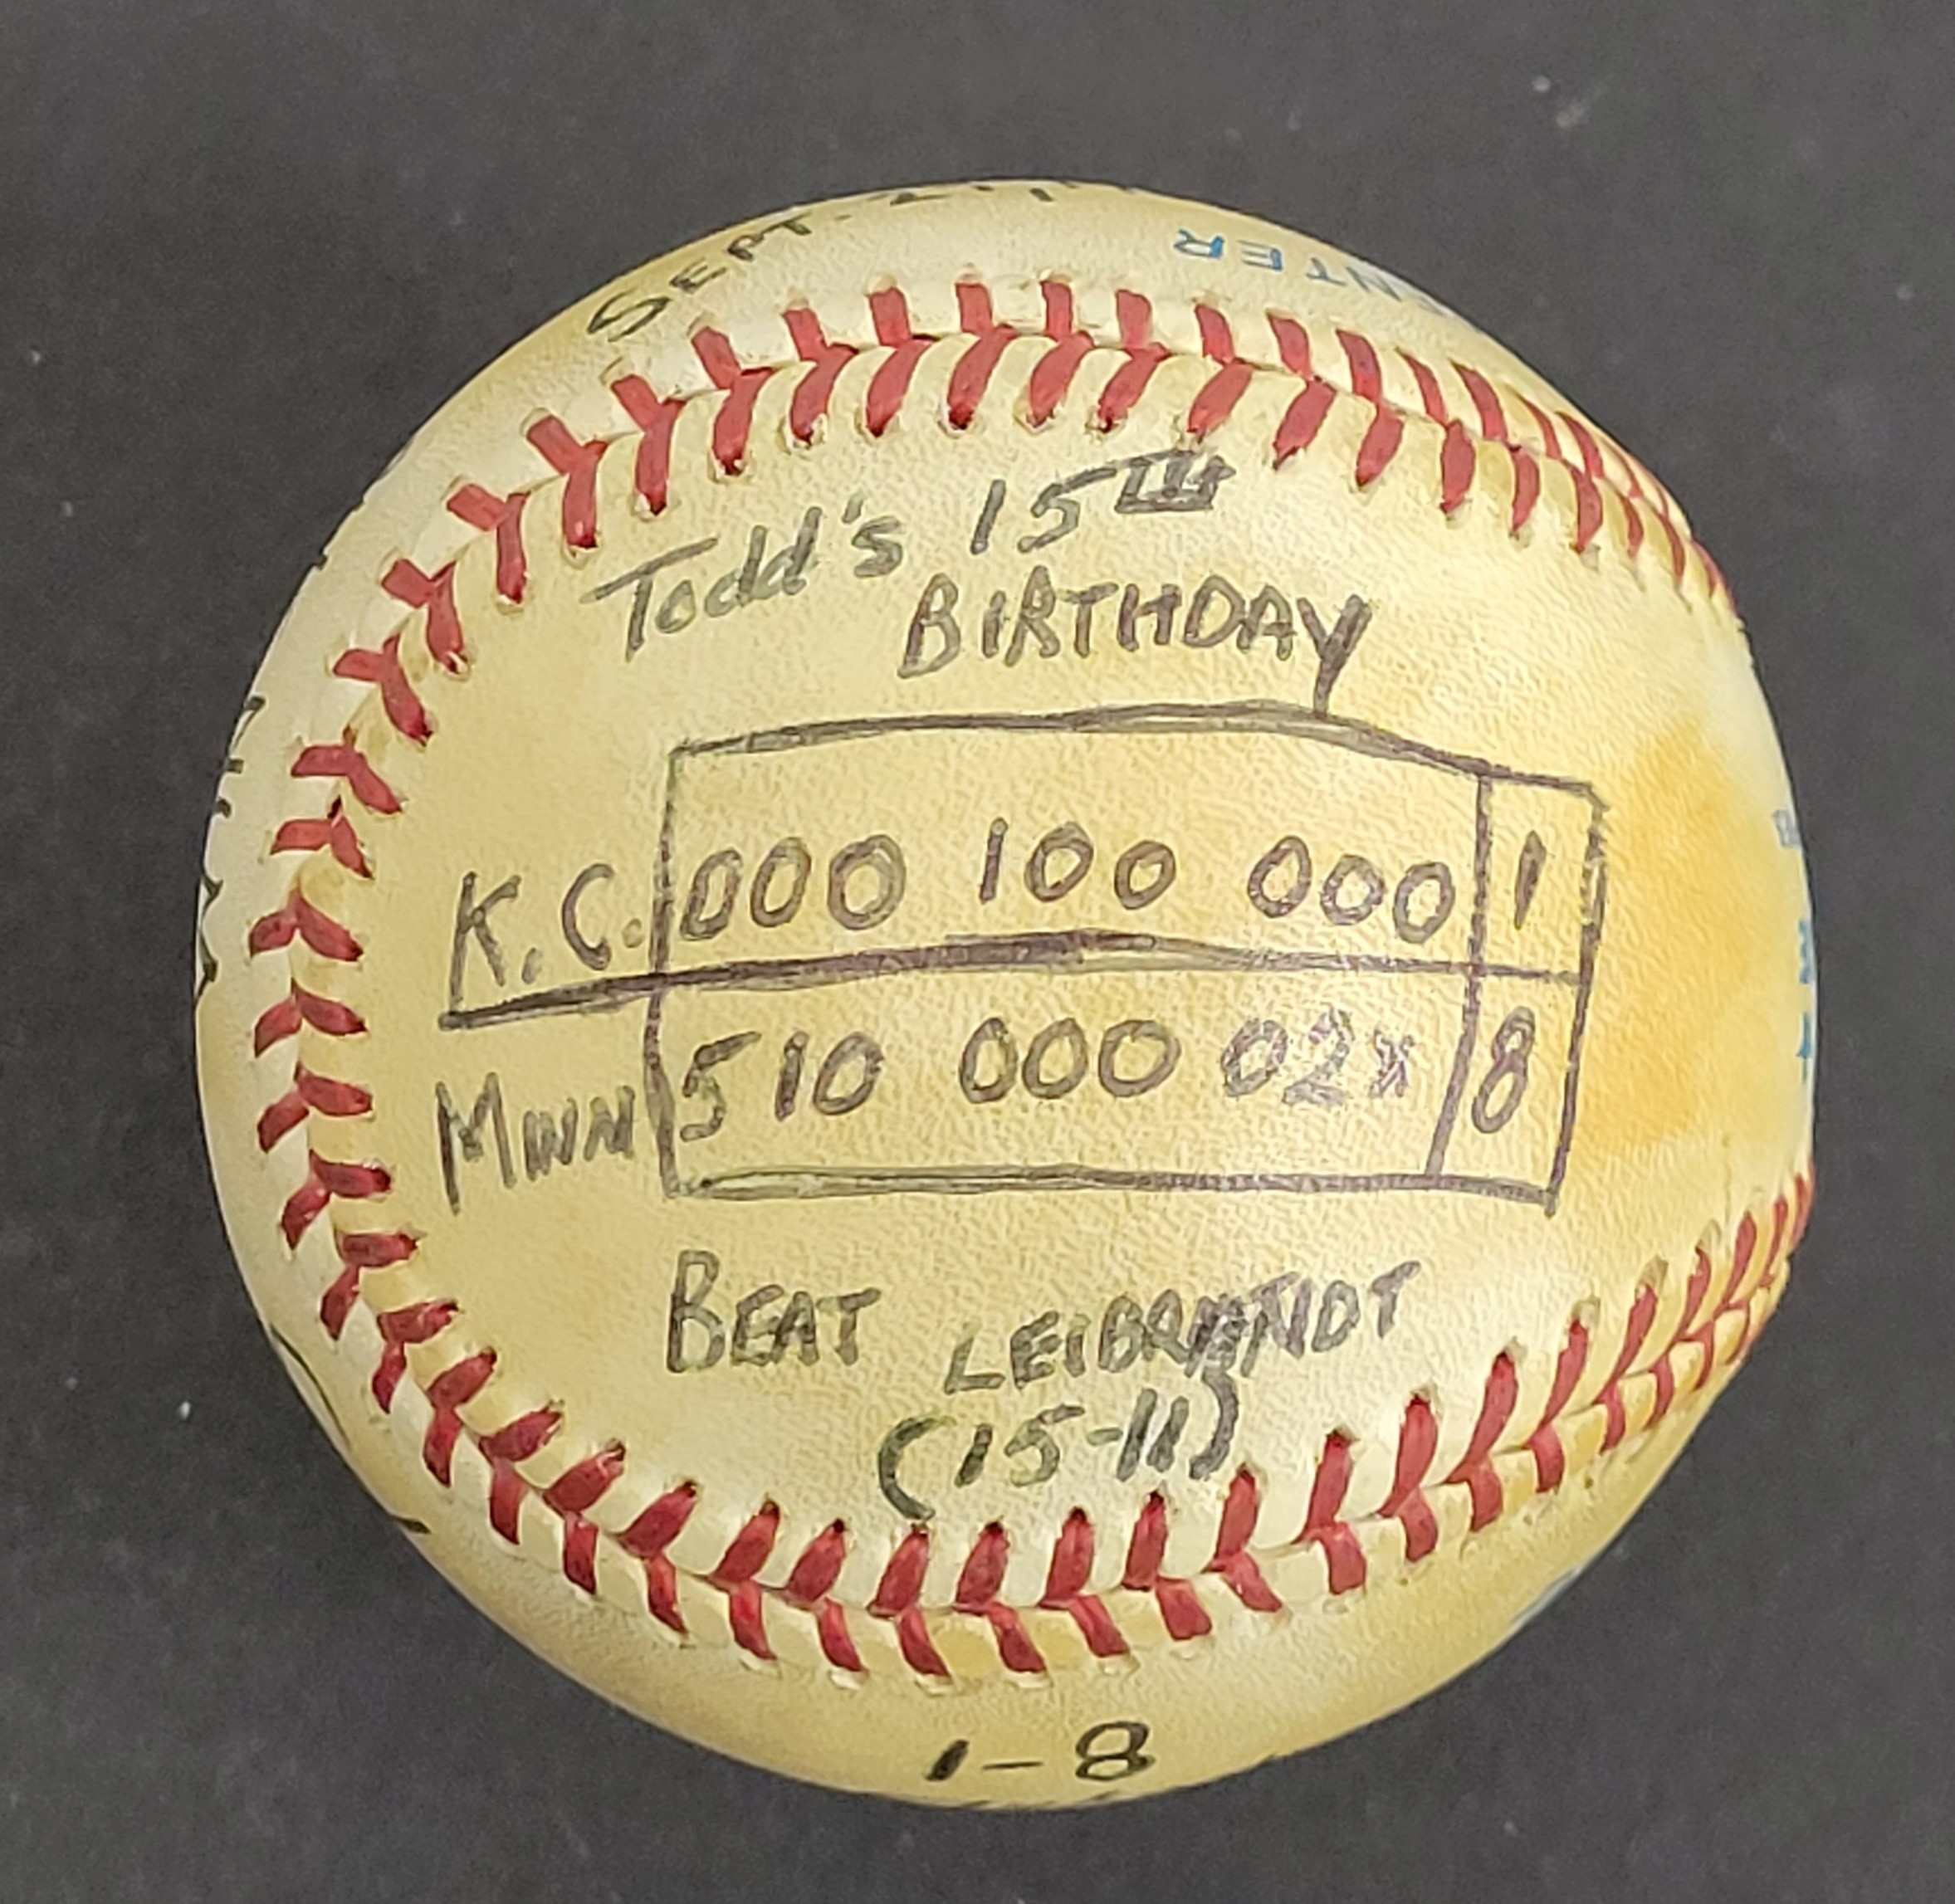 SEPT.
Todd's 15TH
BIRTHDAY
K.C. 000 100 000 1
MINN 510 000 02x 8
BEAT LEIBRANDT
(15-11)
1-8